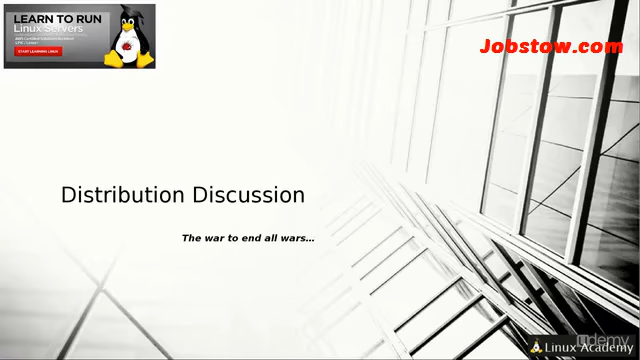 LEARN TO RUN
Linux Servers
START LEARNING LINUX
Jobstow.com
Distribution Discussion
The war to end all wars...
Linux Academy